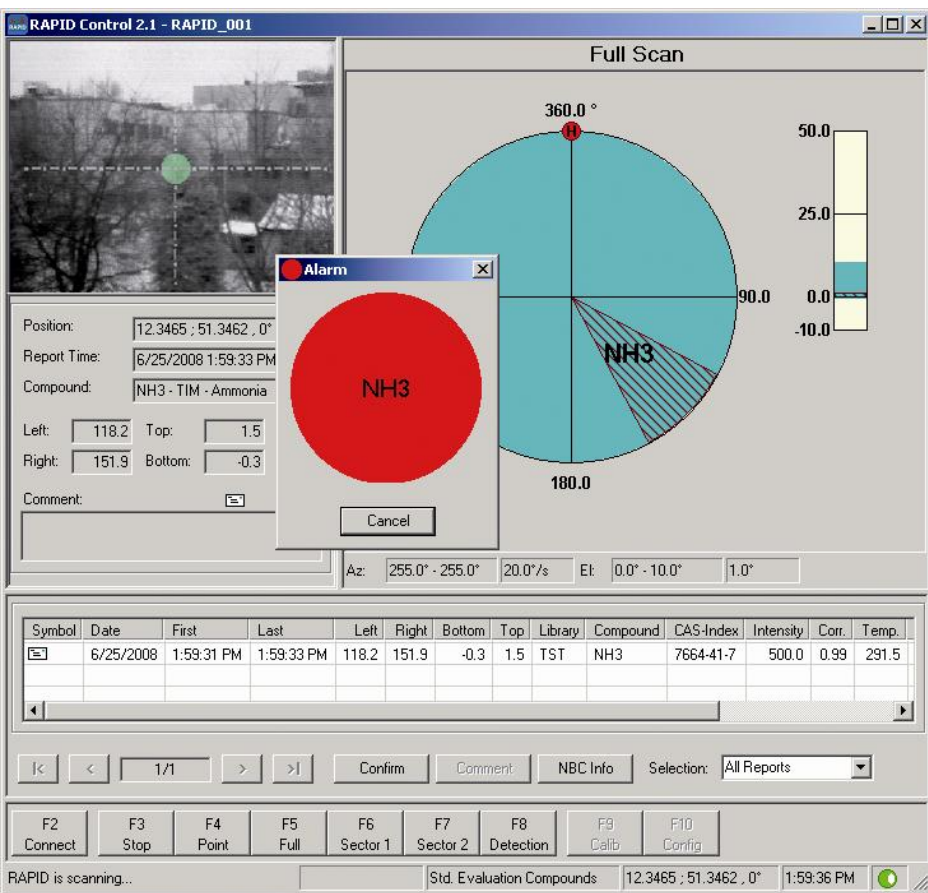 RAPID Control 2.1 - RAPID_001
Full Scan
360.0 °
H
50.0
25.0
90.0
0.0
-10.0
NH3
180.0
Alarm
NH3
Cancel
Position:
12.3465 ; 51.3462 , 0°
Report Time:
6/25/2008 1:59:33 PM
Compound:
NH3 - TIM - Ammonia
Left: 118.2 Top: 1.5
Right: 151.9 Bottom: -0.3
Comment:
Az: 255.0° - 255.0° 20.0°/s El: 0.0° - 10.0° 1.0°
Symbol Date First Last Left Right Bottom Top Library Compound CAS-Index Intensity Corr. Temp.
6/25/2008 1:59:31 PM 1:59:33 PM 118.2 151.9 -0.3 1.5 TST NH3 7664-41-7 500.0 0.99 291.5
|< < 1/1 > >| Confirm Comment NBC Info Selection: All Reports
F2 F3 F4 F5 F6 F7 F8 F9 F10
Connect Stop Point Full Sector 1 Sector 2 Detection Calib Config
RAPID is scanning... Std. Evaluation Compounds 12.3465 ; 51.3462 , 0° 1:59:36 PM